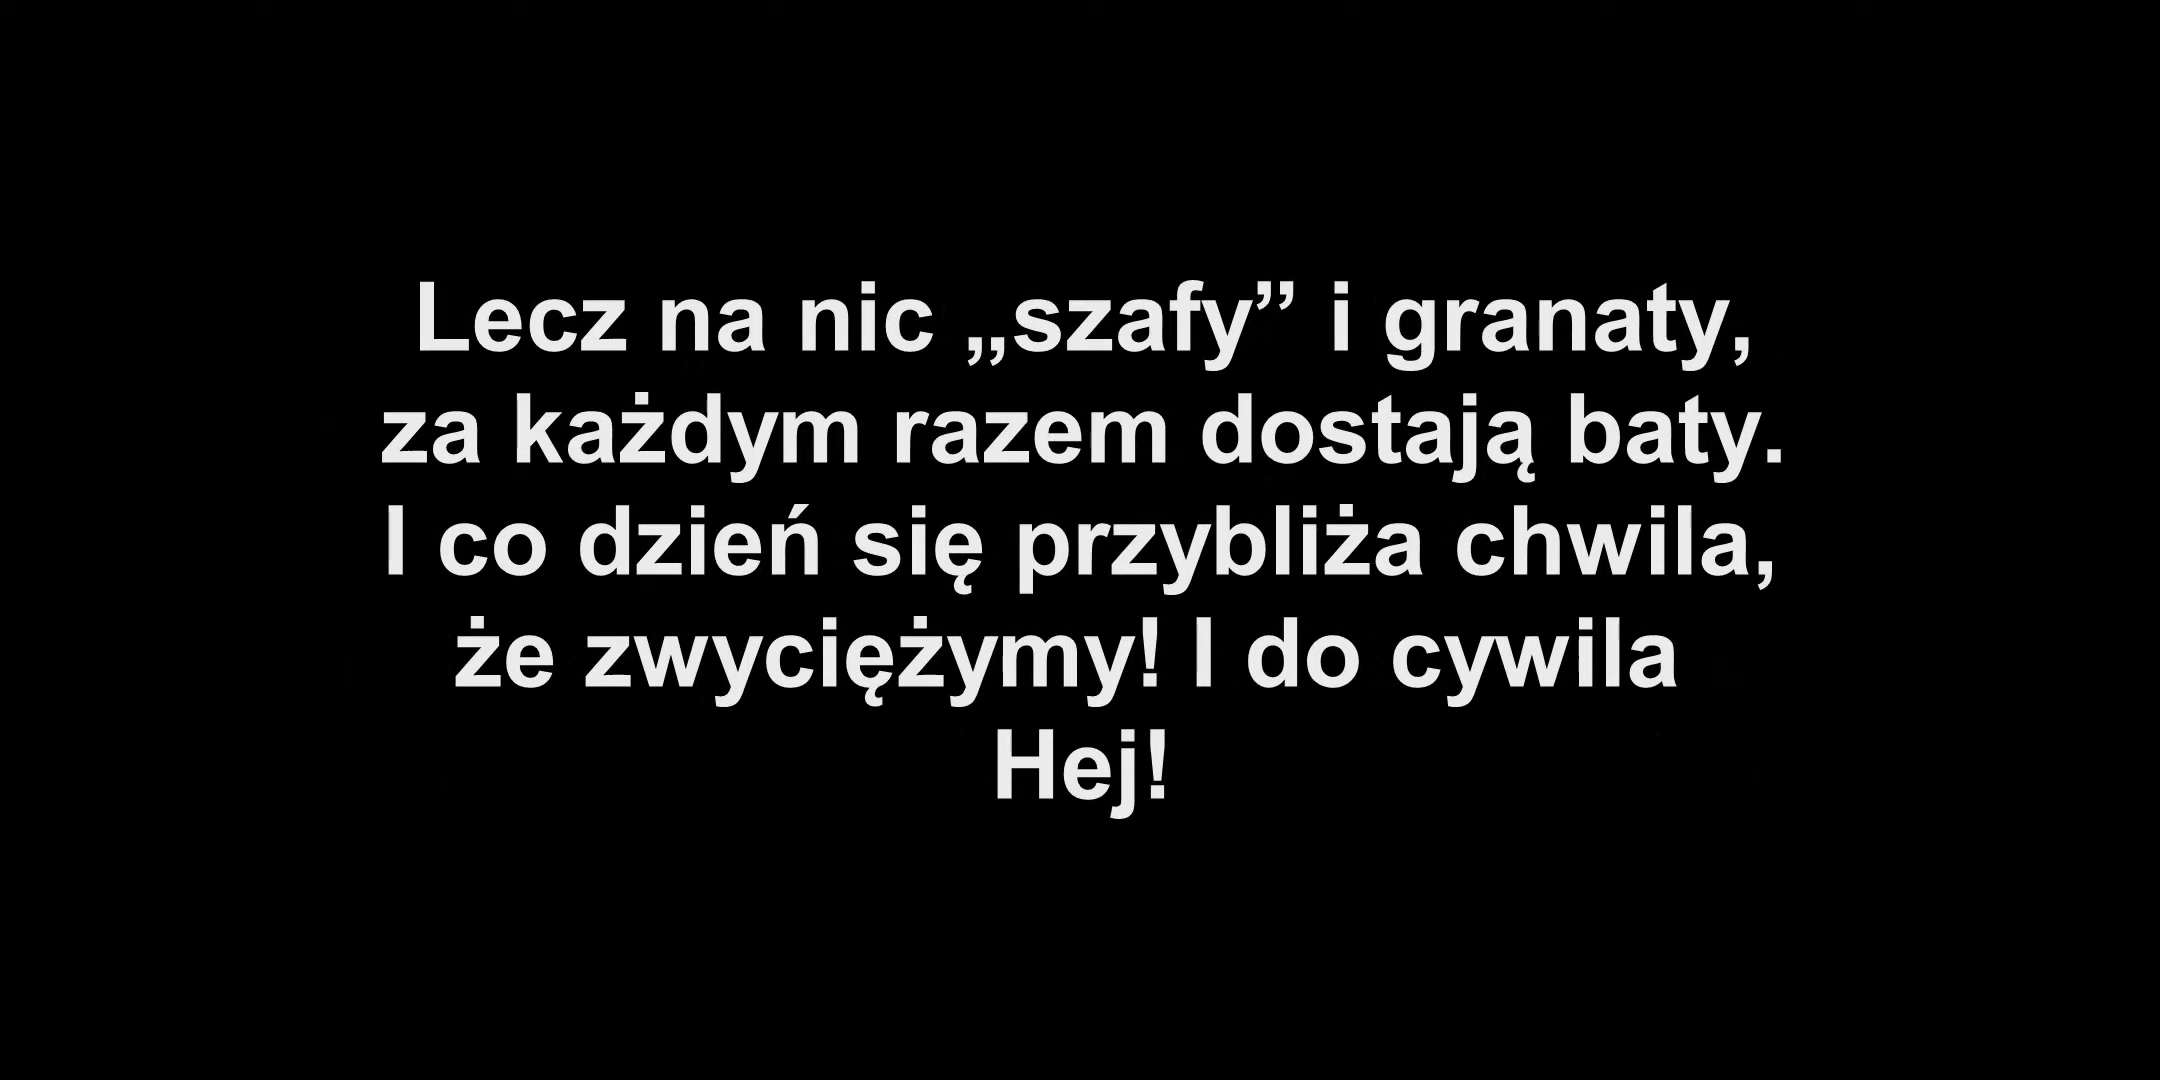 Lecz na nic „szafy” i granaty,
za każdym razem dostają baty.
I co dzień się przybliża chwila,
że zwyciężymy! I do cywila
Hej!